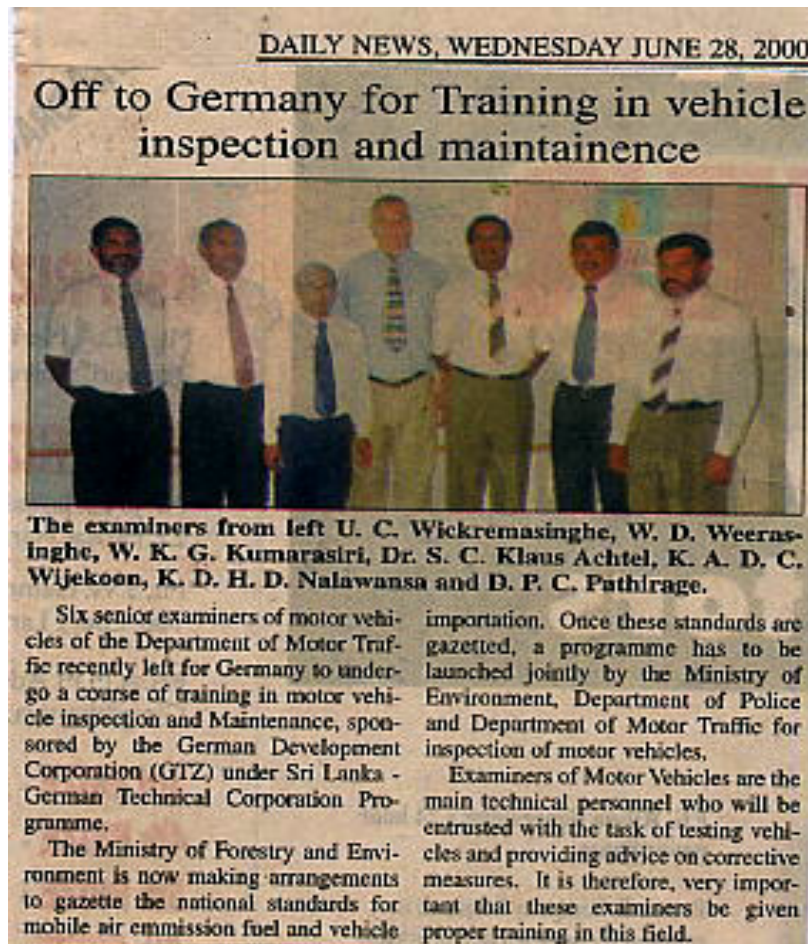 DAILY NEWS, WEDNESDAY JUNE 28, 2000
Off to Germany for Training in vehicle
inspection and maintainence
The examiners from left U. C. Wickremasinghe, W. D. Weeras-
inghe, W. K. G. Kumarasiri, Dr. S. C. Klaus Achtel, K. A. D. C.
Wijekoon, K. D. H. D. Nalawansa and D. P. C. Pathirage.
Six senior examiners of motor vehi-
cles of the Department of Motor Traf-
fic recently left for Germany to under-
go a course of training in motor vehi-
cle inspection and Maintenance, spon-
sored by the German Development
Corporation (GTZ) under Sri Lanka -
German Technical Corporation Pro-
gramme.
The Ministry of Forestry and Envi-
ronment is now making arrangements
to gazette the national standards for
mobile air emmission fuel and vehicle
importation. Once these standards are
gazetted, a programme has to be
launched jointly by the Ministry of
Environment, Department of Police
and Department of Motor Traffic for
inspection of motor vehicles.
Examiners of Motor Vehicles are the
main technical personnel who will be
entrusted with the task of testing vehi-
cles and providing advice on corrective
measures. It is therefore, very impor-
tant that these examiners be given
proper training in this field.